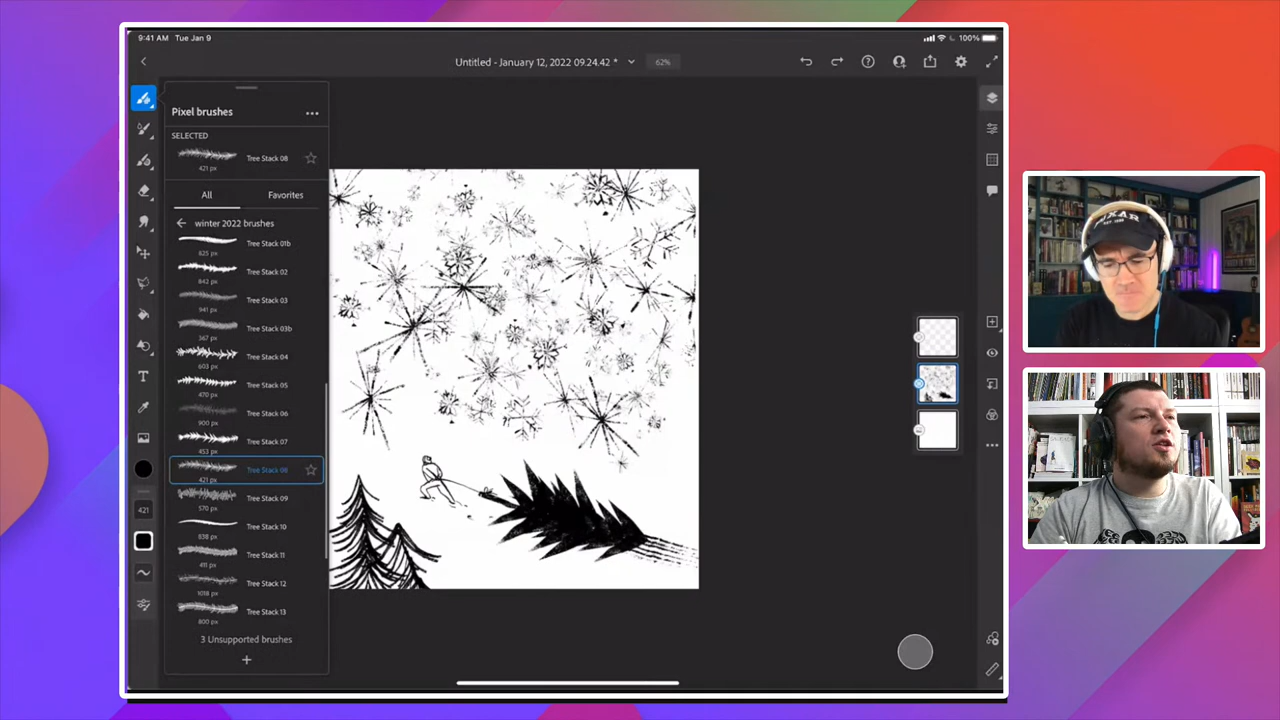 9:41 AM Tue Jan 9
100%
Untitled - January 12, 2022 09.24.42 *
62%
Pixel brushes
SELECTED
Tree Stack 08
421 px
All
Favorites
winter 2022 brushes
Tree Stack 01b
825 px
Tree Stack 02
842 px
Tree Stack 03
941 px
Tree Stack 03b
367 px
Tree Stack 04
603 px
Tree Stack 05
470 px
Tree Stack 06
900 px
Tree Stack 07
453 px
Tree Stack 08
421 px
Tree Stack 09
570 px
Tree Stack 10
838 px
Tree Stack 11
411 px
Tree Stack 12
1018 px
Tree Stack 13
800 px
3 Unsupported brushes
421
PIXAR